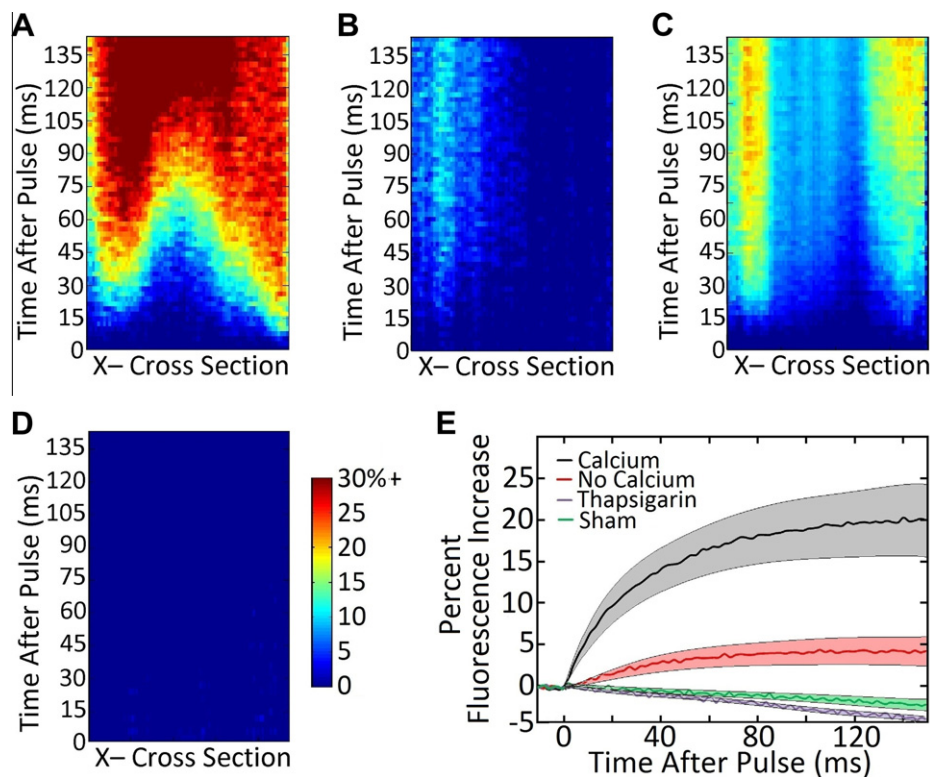 A
Time After Pulse (ms)
135
120
105
90
75
60
45
30
15
0
X– Cross Section
B
Time After Pulse (ms)
135
120
105
90
75
60
45
30
15
0
X– Cross Section
C
Time After Pulse (ms)
135
120
105
90
75
60
45
30
15
0
X– Cross Section
D
Time After Pulse (ms)
135
120
105
90
75
60
45
30
15
0
X– Cross Section
30%+
25
20
15
10
5
0
E
Percent
Fluorescence Increase
25
20
15
10
5
0
-5
Calcium
No Calcium
Thapsigarin
Sham
0 40 80 120
Time After Pulse (ms)